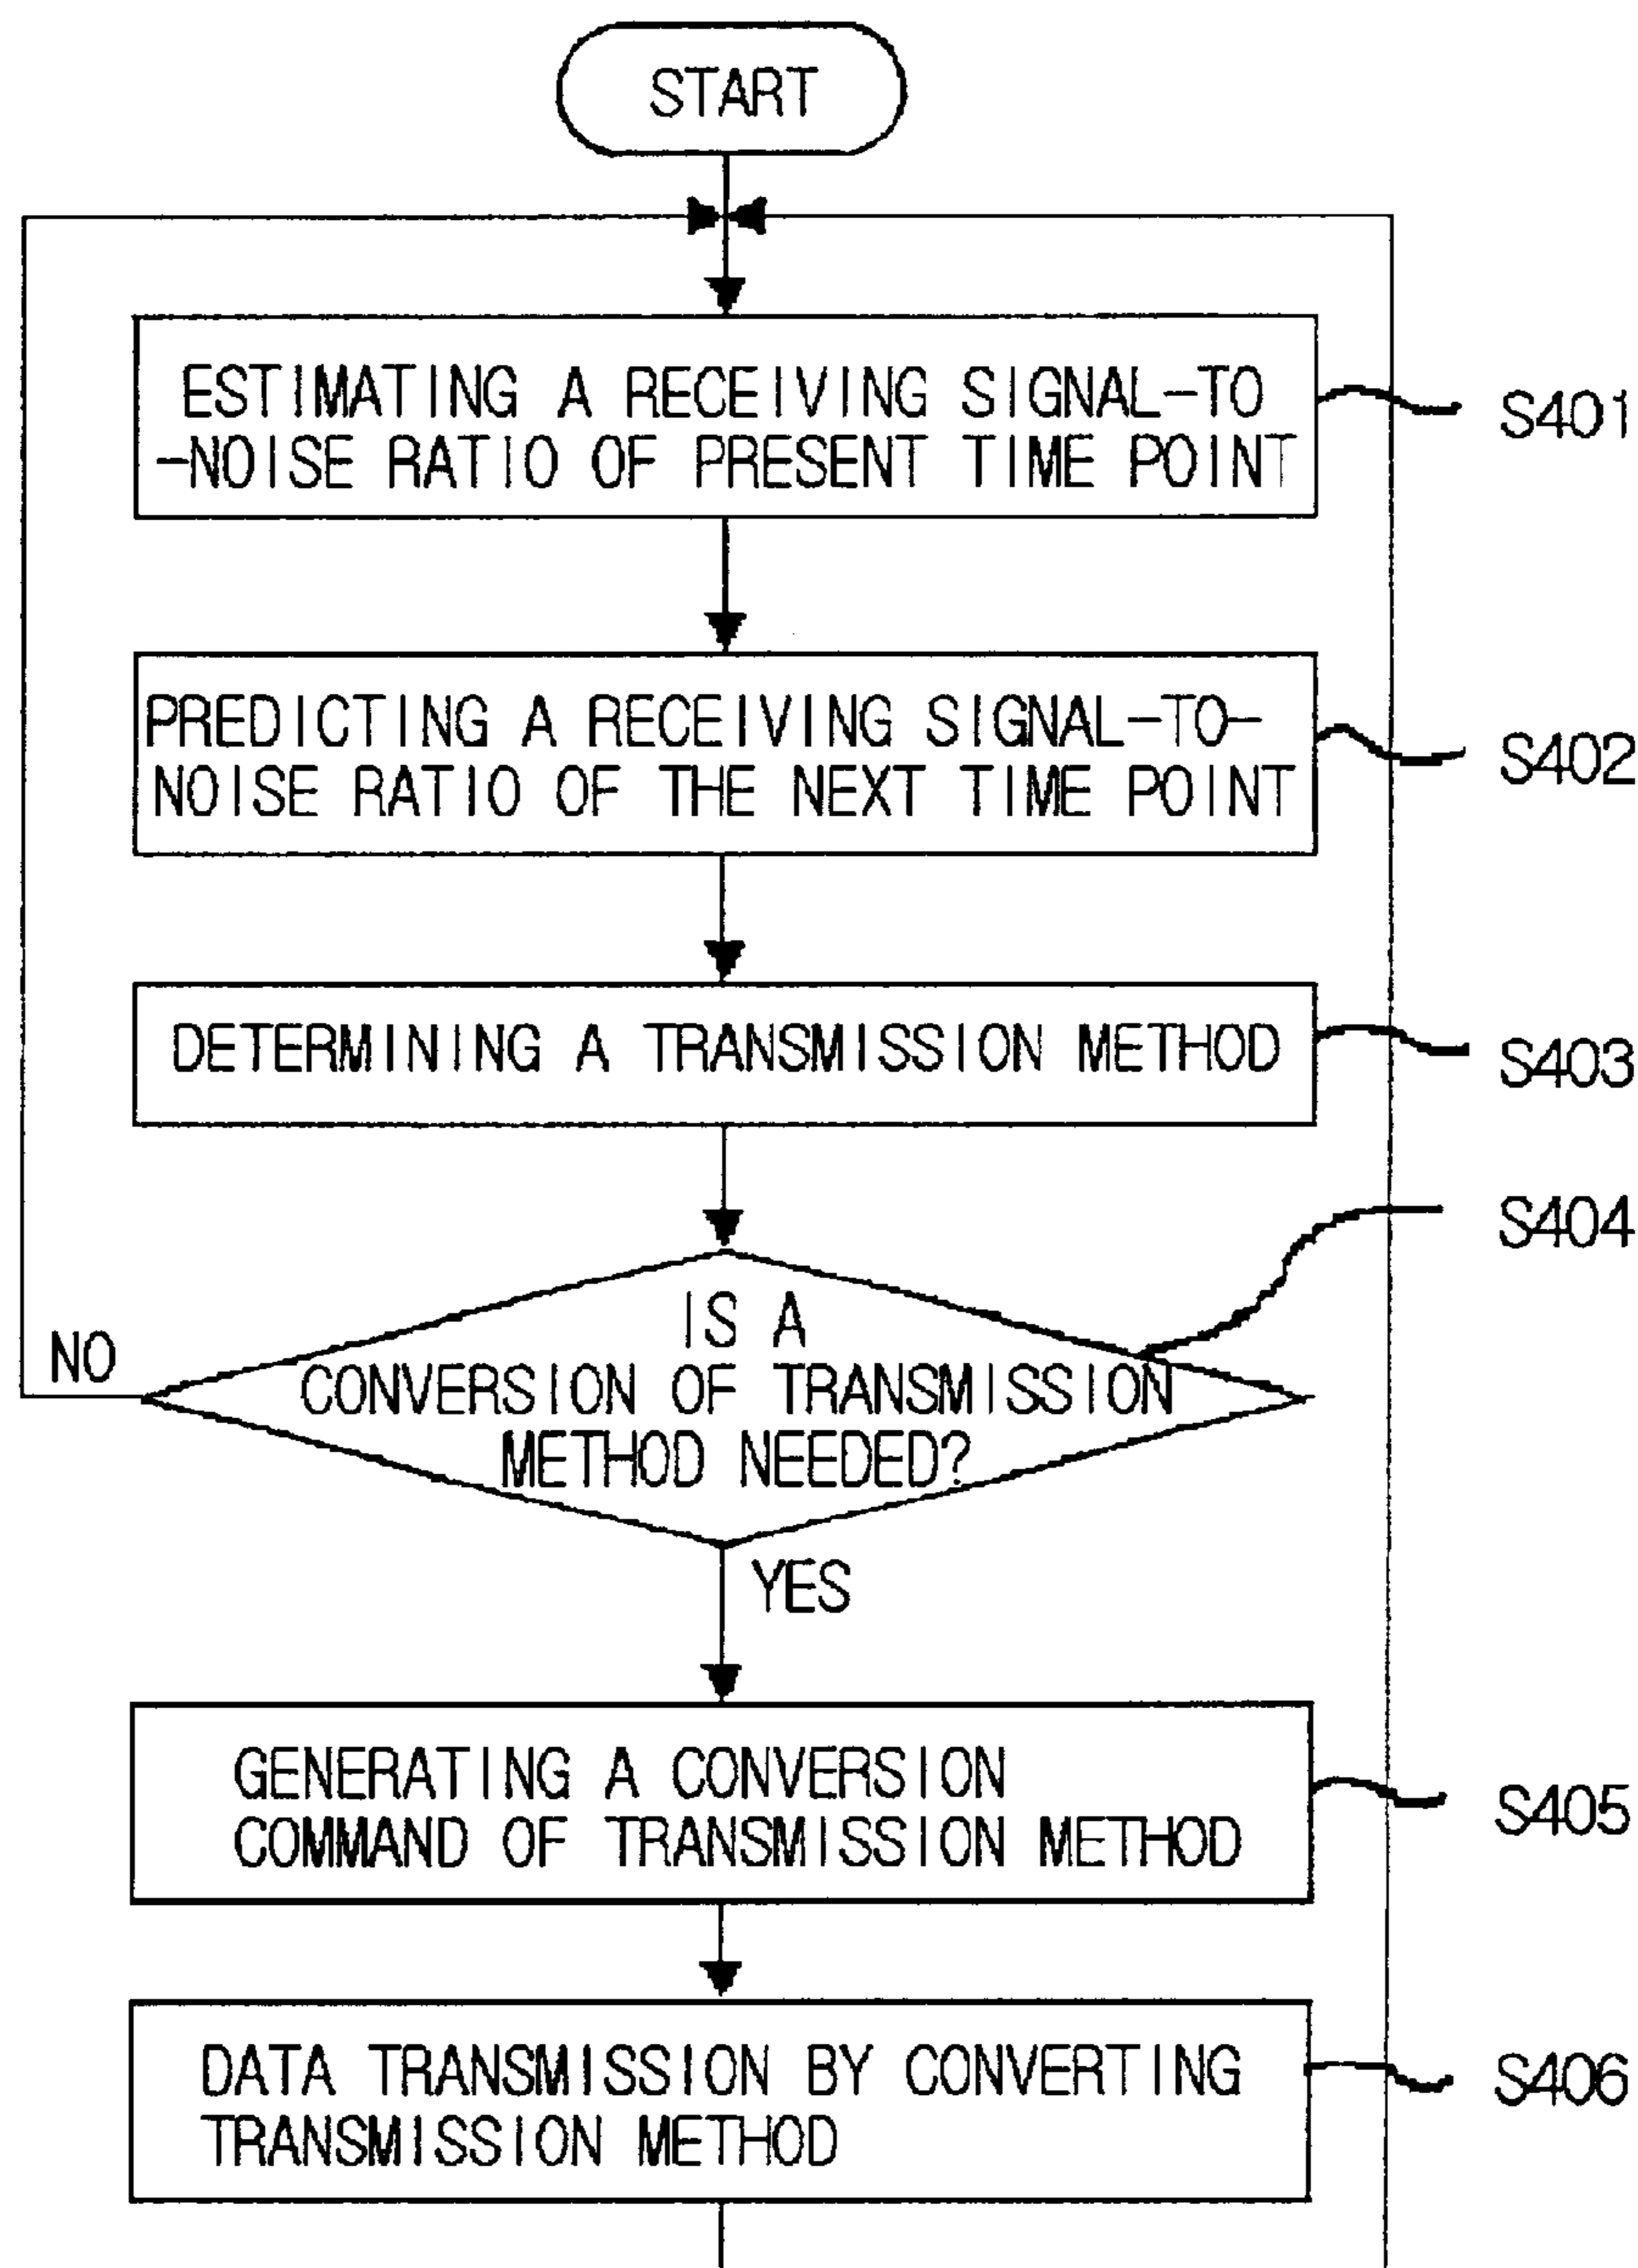 START
ESTIMATING A RECEIVING SIGNAL-TO
-NOISE RATIO OF PRESENT TIME POINT
S401
PREDICTING A RECEIVING SIGNAL-TO-
NOISE RATIO OF THE NEXT TIME POINT
S402
DETERMINING A TRANSMISSION METHOD
S403
S404
IS A
CONVERSION OF TRANSMISSION
METHOD NEEDED?
NO
YES
GENERATING A CONVERSION
COMMAND OF TRANSMISSION METHOD
S405
DATA TRANSMISSION BY CONVERTING
TRANSMISSION METHOD
S406